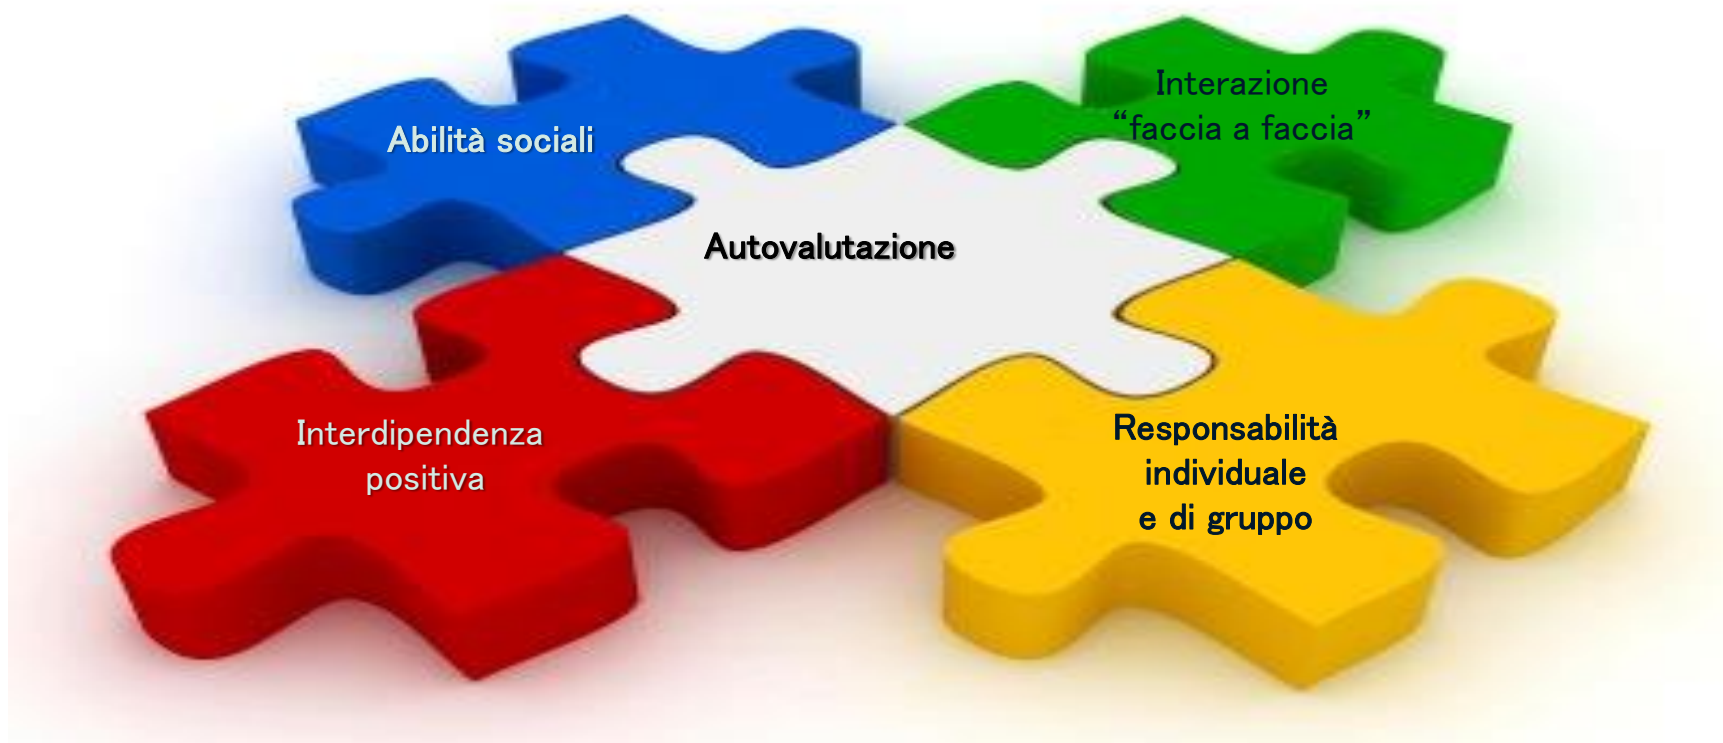 Abilità sociali
Interazione
“faccia a faccia”
Autovalutazione
Interdipendenza
positiva
Responsabilità
individuale
e di gruppo